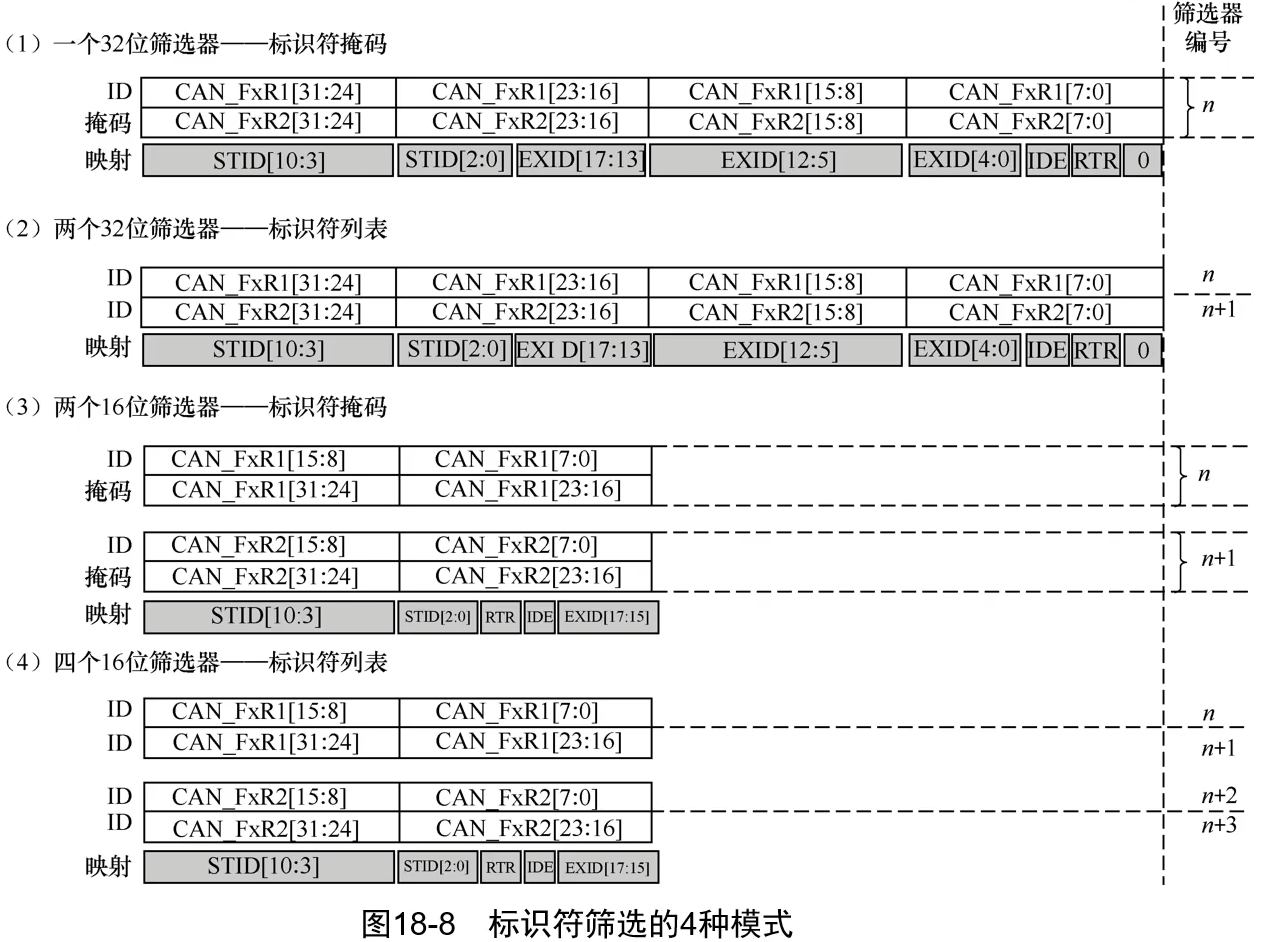 筛选器
编号
（1）一个32位筛选器——标识符掩码
ID CAN_FxR1[31:24] CAN_FxR1[23:16] CAN_FxR1[15:8] CAN_FxR1[7:0] n
掩码 CAN_FxR2[31:24] CAN_FxR2[23:16] CAN_FxR2[15:8] CAN_FxR2[7:0]
映射 STID[10:3] STID[2:0] EXID[17:13] EXID[12:5] EXID[4:0] IDE RTR 0
（2）两个32位筛选器——标识符列表
ID CAN_FxR1[31:24] CAN_FxR1[23:16] CAN_FxR1[15:8] CAN_FxR1[7:0] n
ID CAN_FxR2[31:24] CAN_FxR2[23:16] CAN_FxR2[15:8] CAN_FxR2[7:0] n+1
映射 STID[10:3] STID[2:0] EXI D[17:13] EXID[12:5] EXID[4:0] IDE RTR 0
（3）两个16位筛选器——标识符掩码
ID CAN_FxR1[15:8] CAN_FxR1[7:0] n
掩码 CAN_FxR1[31:24] CAN_FxR1[23:16]
ID CAN_FxR2[15:8] CAN_FxR2[7:0] n+1
掩码 CAN_FxR2[31:24] CAN_FxR2[23:16]
映射 STID[10:3] STID[2:0] RTR IDE EXID[17:15]
（4）四个16位筛选器——标识符列表
ID CAN_FxR1[15:8] CAN_FxR1[7:0] n
ID CAN_FxR1[31:24] CAN_FxR1[23:16] n+1
ID CAN_FxR2[15:8] CAN_FxR2[7:0] n+2
ID CAN_FxR2[31:24] CAN_FxR2[23:16] n+3
映射 STID[10:3] STID[2:0] RTR IDE EXID[17:15]
图18-8 标识符筛选的4种模式